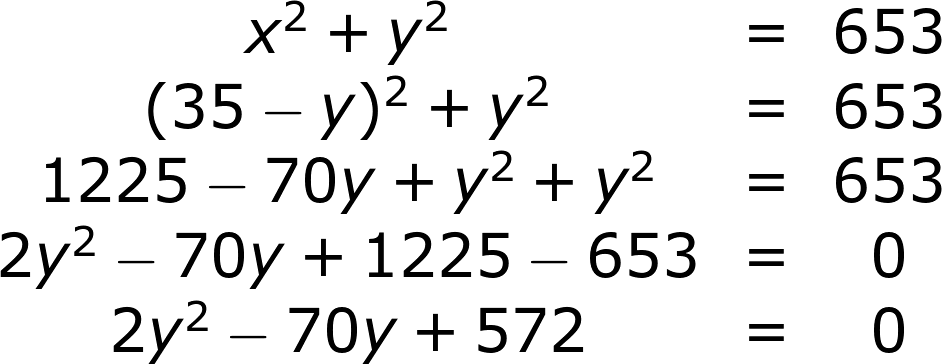 x² + y² = 653
(35 − y)² + y² = 653
1225 − 70y + y² + y² = 653
2y² − 70y + 1225 − 653 = 0
2y² − 70y + 572 = 0